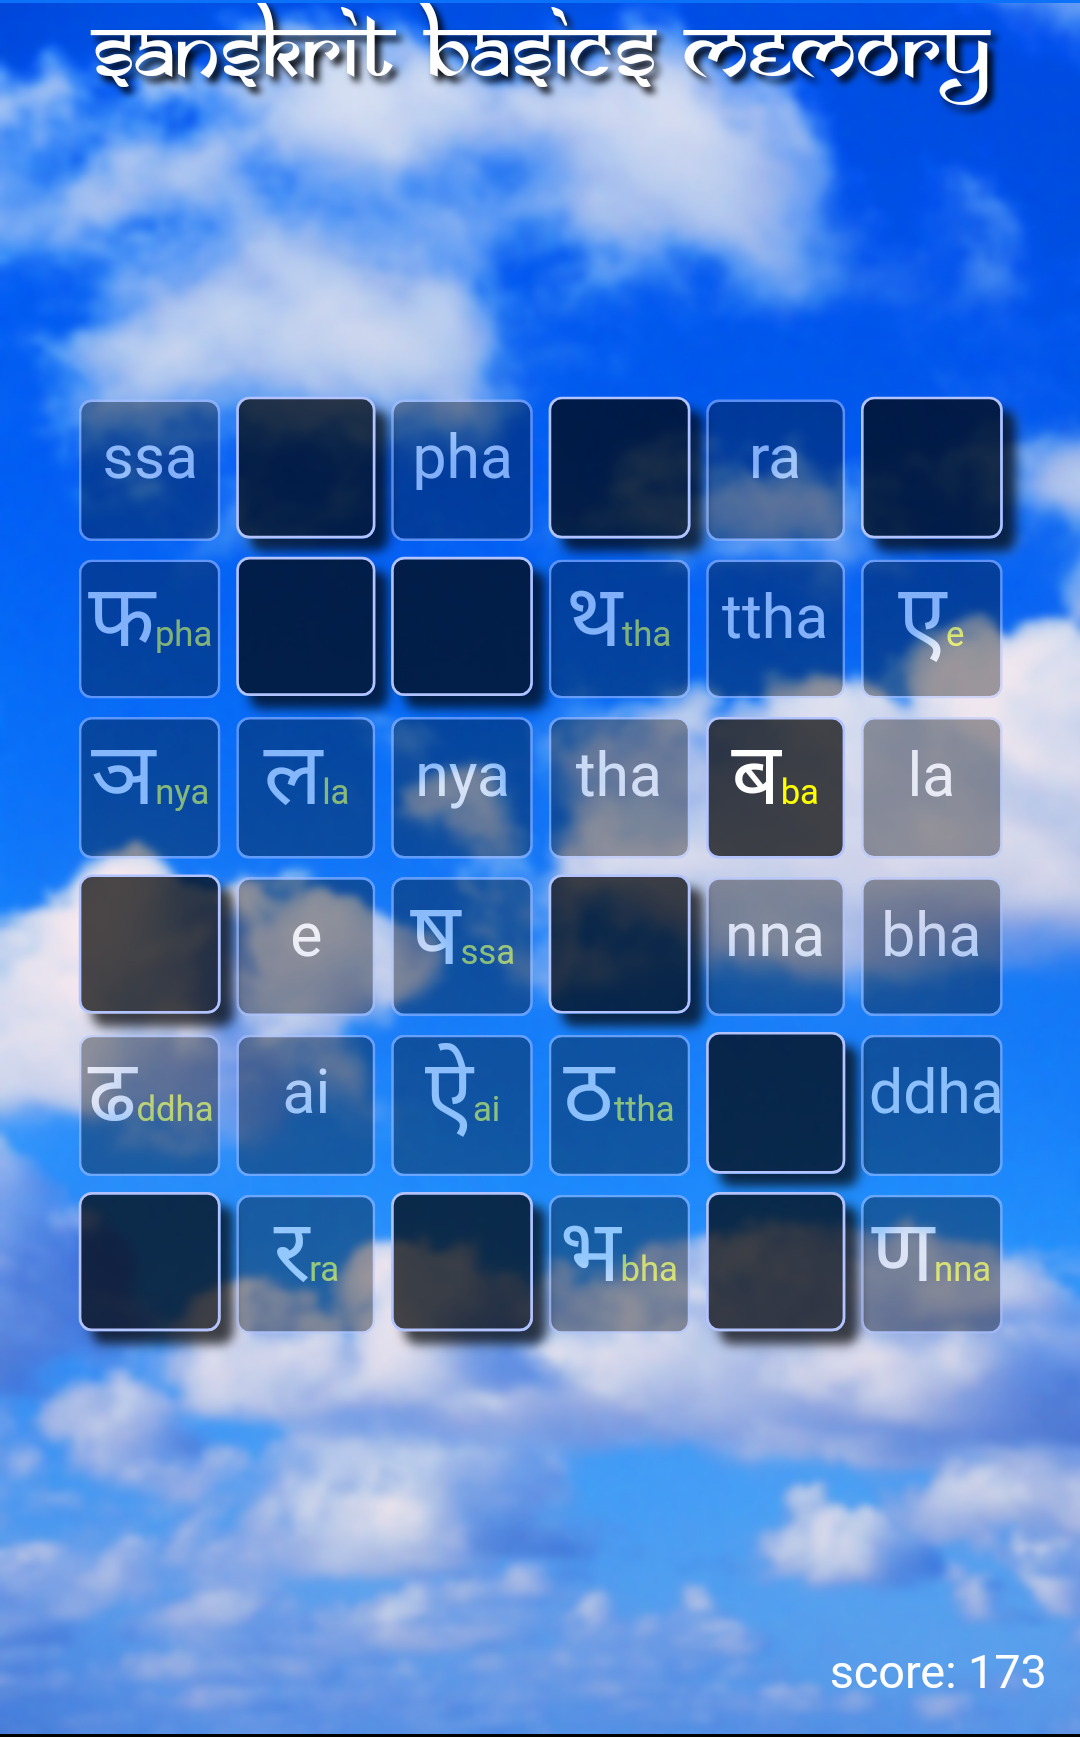 Sanskrit Basics Memory
ssa pha ra
फpha थtha ttha एe
ञnya लla nya tha बba la
e षssa nna bha
ढddha ai ऐai ठttha ddha
रra भbha णnna
score: 173